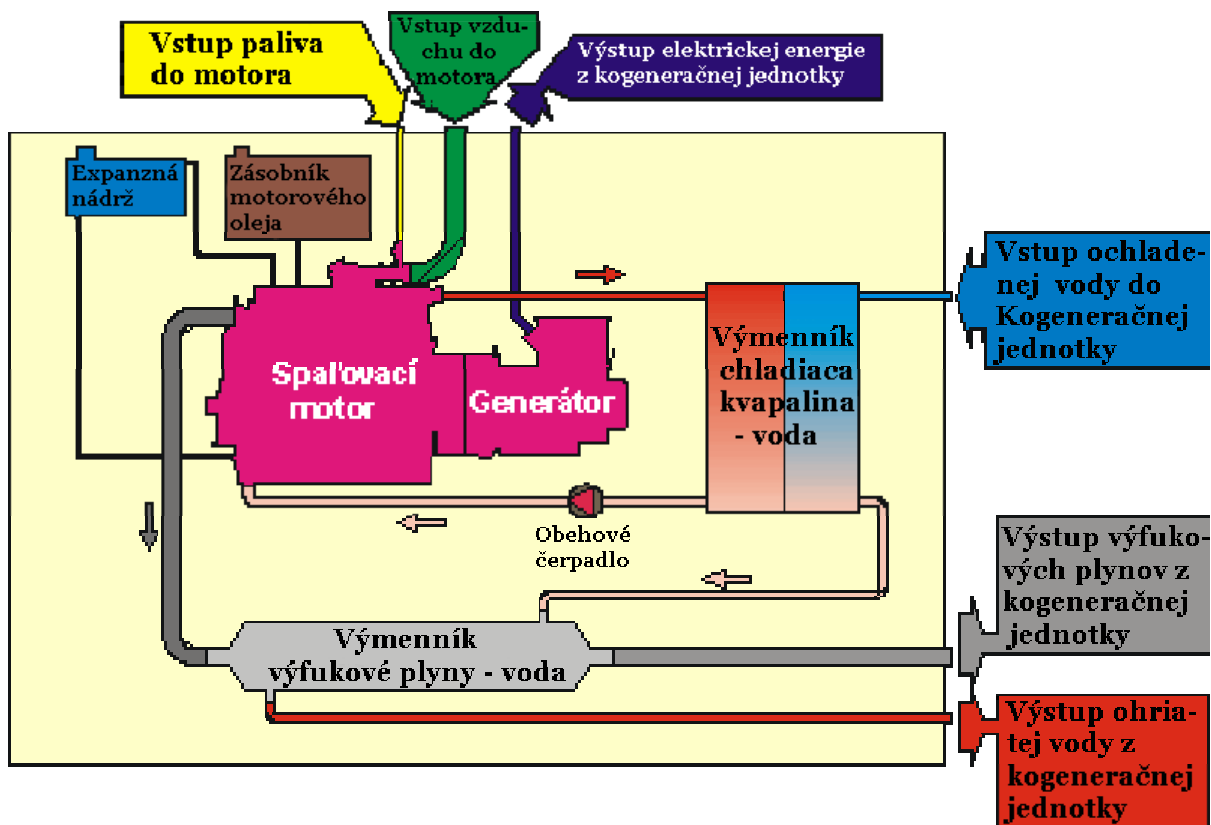 Vstup paliva
do motora
Vstup vzdu-
chu do
motora
Výstup elektrickej energie
z kogeneračnej jednotky
Expanzná
nádrž
Zásobník
motorového
oleja
Vstup ochlade-
nej vody do
Kogeneračnej
jednotky
Výmenník
chladiaca
kvapalina
- voda
Spaľovací
motor
Generátor
Obehové
čerpadlo
Výstup výfuko-
vých plynov z
kogeneračnej
jednotky
Výmenník
výfukové plyny - voda
Výstup ohria-
tej vody z
kogeneračnej
jednotky